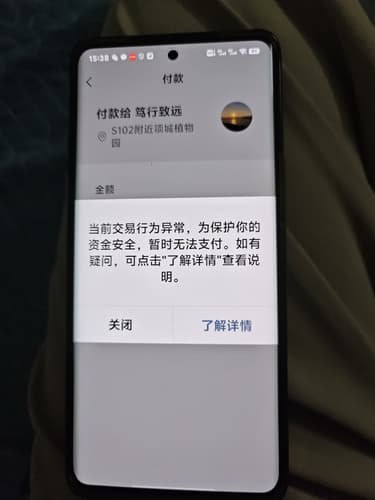 15:38
付款
付款给 笃行致远
S102附近项城植物
园
金额
当前交易行为异常，为保护你的
资金安全，暂时无法支付。如有
疑问，可点击"了解详情"查看说
明。
关闭
了解详情